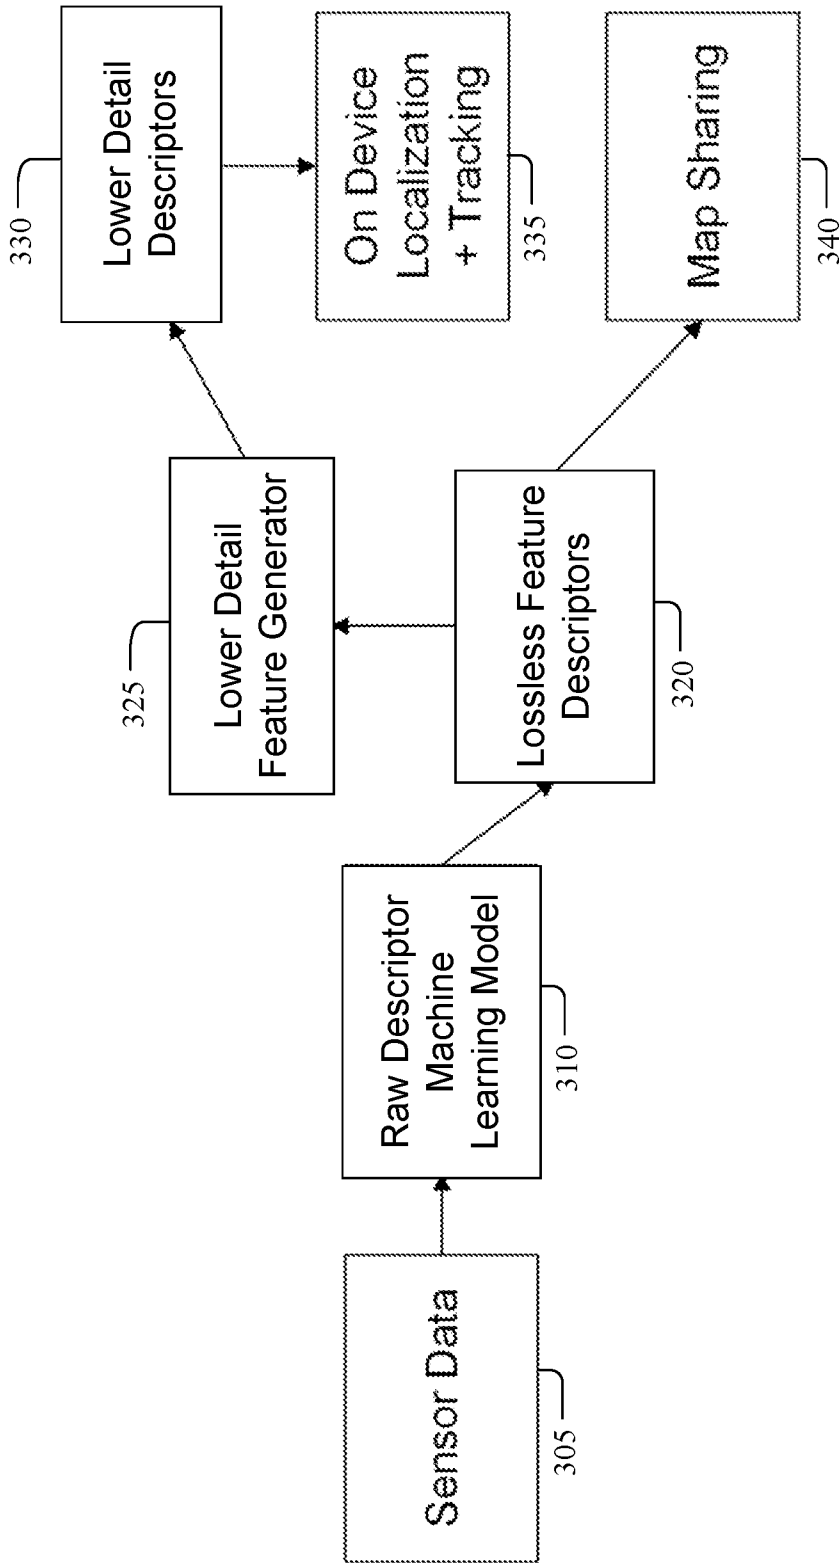 Sensor Data
305
Raw Descriptor
Machine
Learning Model
310
Lossless Feature
Descriptors
320
Lower Detail
Feature Generator
325
Lower Detail
Descriptors
330
On Device
Localization
+ Tracking
335
Map Sharing
340